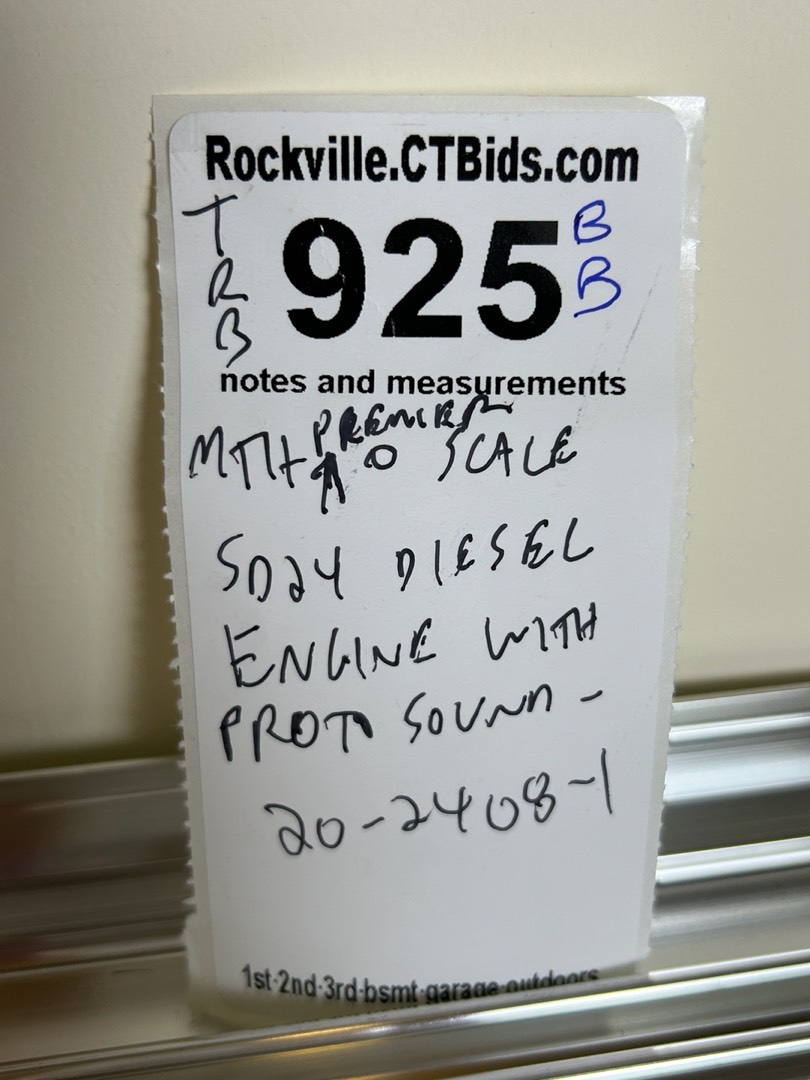 Rockville.CTBids.com
T
R
B
925
B
B
notes and measurements
PREMIER
MTH ↑ O SCALE
SD24 DIESEL
ENGINE WITH
PROTO SOUND -
20-2408-1
1st-2nd-3rd-bsmt-garage-outdoors